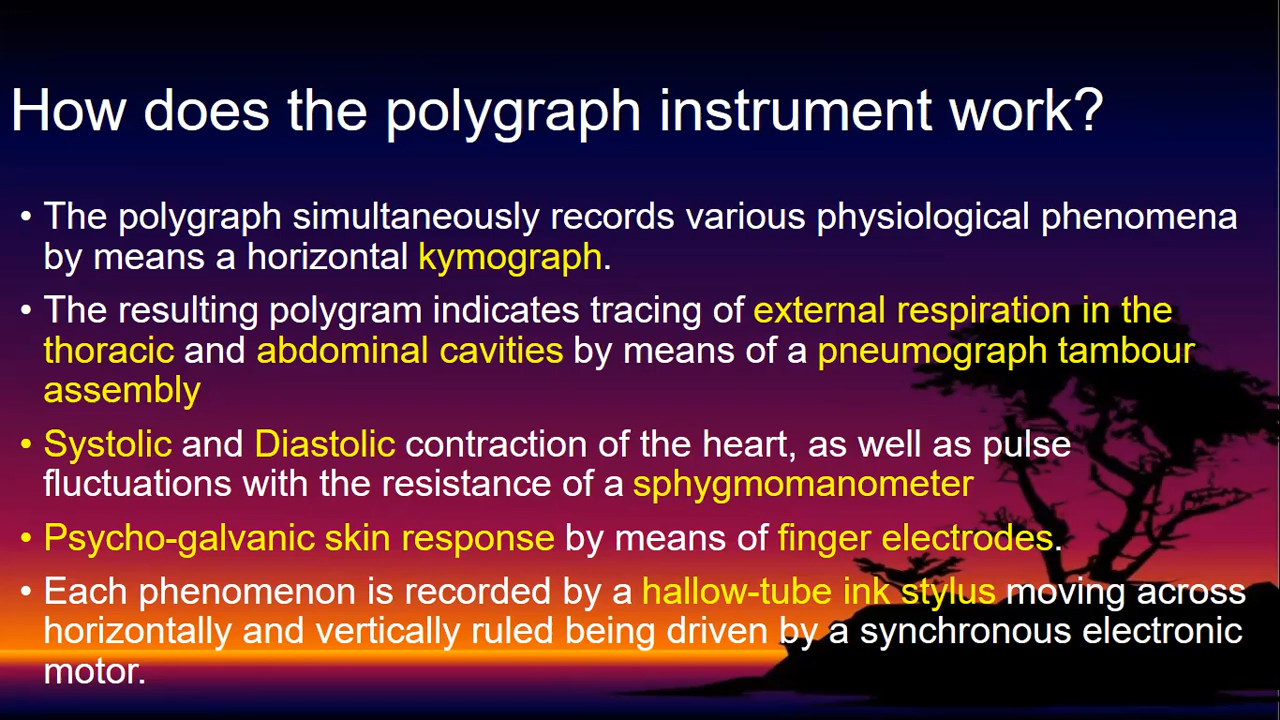 How does the polygraph instrument work?
• The polygraph simultaneously records various physiological phenomena
by means a horizontal kymograph.
• The resulting polygram indicates tracing of external respiration in the
thoracic and abdominal cavities by means of a pneumograph tambour
assembly
• Systolic and Diastolic contraction of the heart, as well as pulse
fluctuations with the resistance of a sphygmomanometer
• Psycho-galvanic skin response by means of finger electrodes.
• Each phenomenon is recorded by a hallow-tube ink stylus moving across
horizontally and vertically ruled being driven by a synchronous electronic
motor.